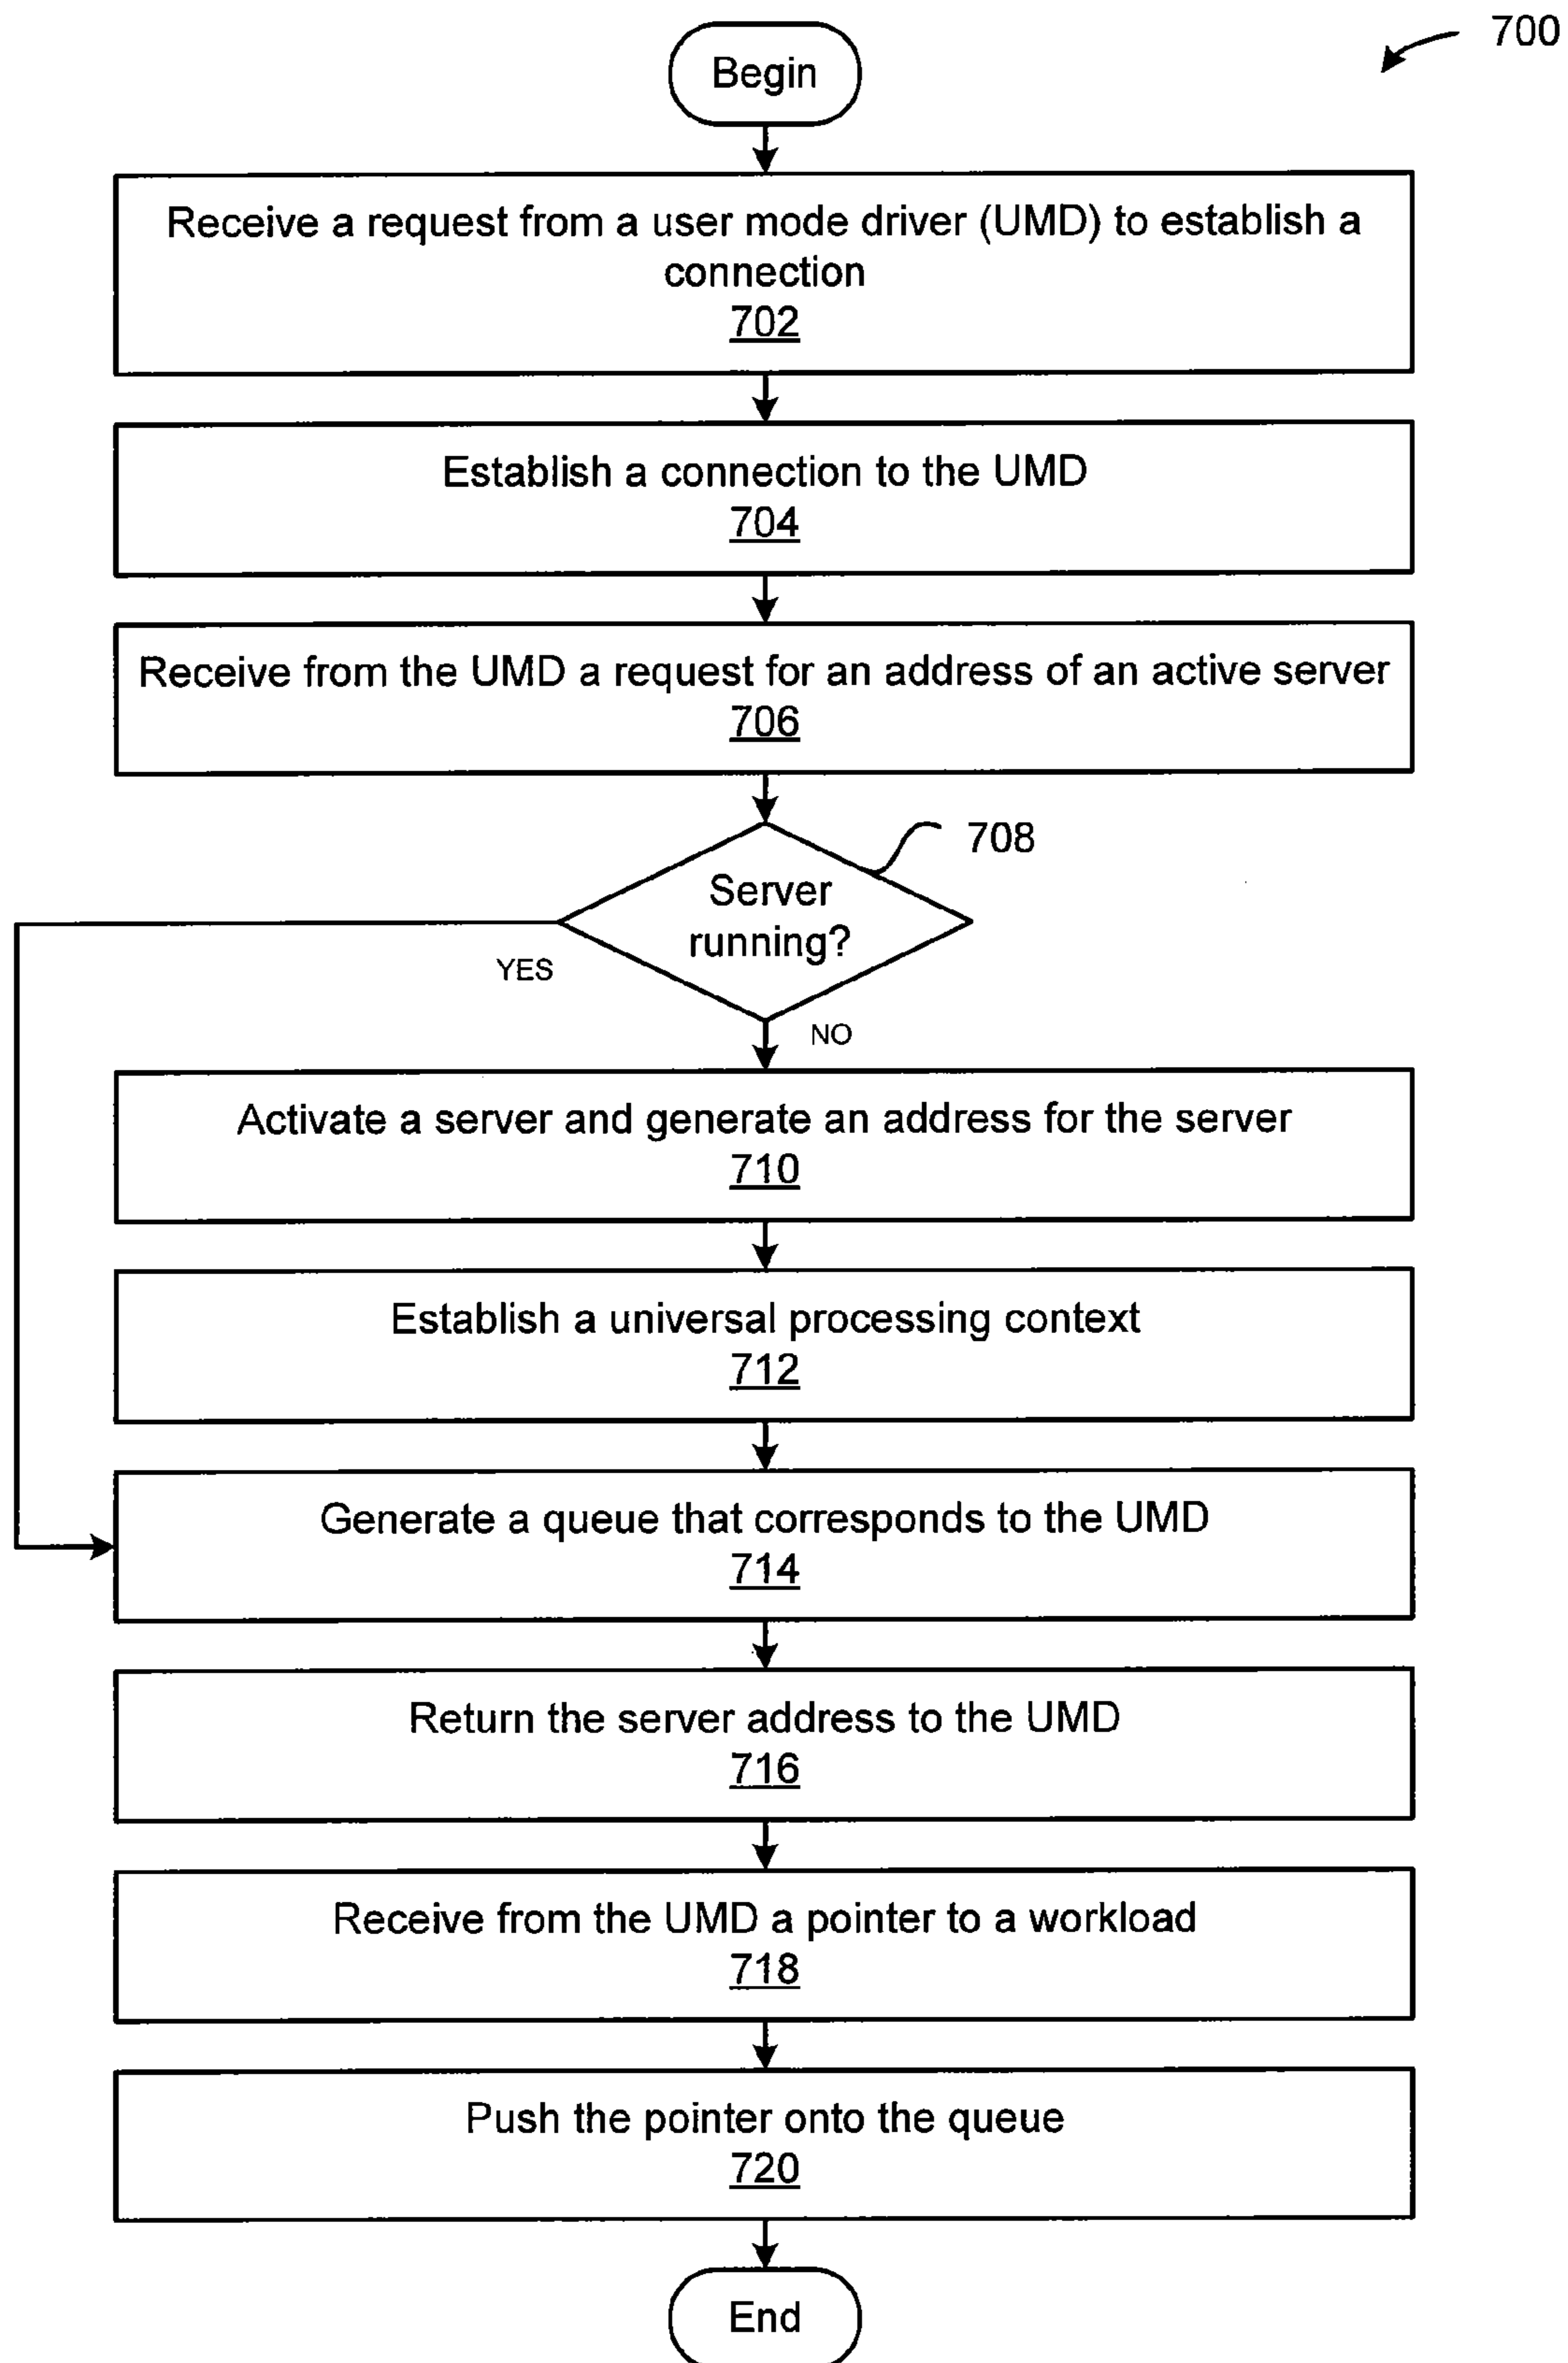 700
Begin
Receive a request from a user mode driver (UMD) to establish a
connection
702
Establish a connection to the UMD
704
Receive from the UMD a request for an address of an active server
706
708
Server
running?
YES
NO
Activate a server and generate an address for the server
710
Establish a universal processing context
712
Generate a queue that corresponds to the UMD
714
Return the server address to the UMD
716
Receive from the UMD a pointer to a workload
718
Push the pointer onto the queue
720
End